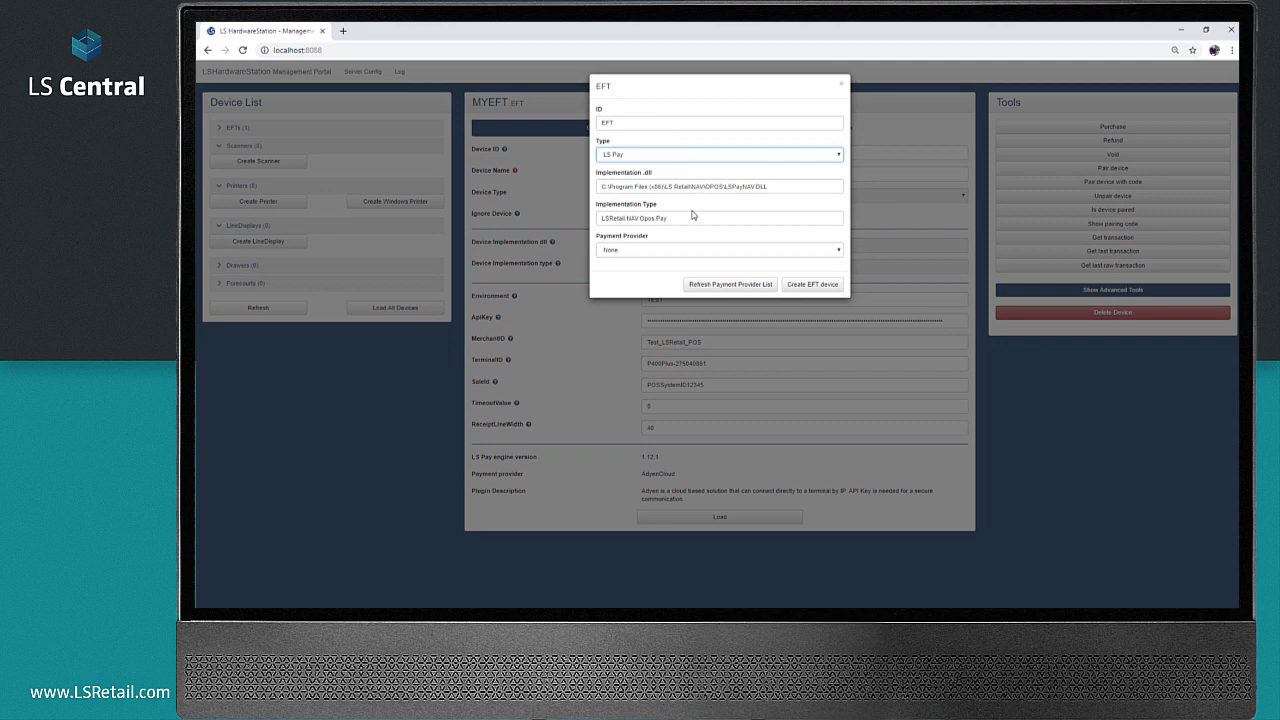 LS Central
www.LSRetail.com
LS HardwareStation - Managem
localhost:8088
LSHardwareStation Management Portal
Server Config
Log
Device List
EFTs (1)
Scanners (0)
Create Scanner
Printers (0)
Create Printer
Create Windows Printer
LineDisplays (0)
Create LineDisplay
Drawers (0)
Forecourts (0)
Refresh
Load All Devices
MYEFT EFT
Device ID
Device Name
Device Type
Ignore Device
Device Implementation dll
Device Implementation type
Environment
TEST
ApiKey
MerchantID
Test_LSRetail_POS
TerminalID
P400Plus-275048861
SaleId
POSSystemID12345
TimeoutValue
0
ReceiptLineWidth
40
LS Pay engine version
1.12.1
Payment provider
AdyenCloud
Plugin Description
Adyen is a cloud based solution that can connect directly to a terminal by IP. API Key is needed for a secure
communication.
Load
EFT
×
ID
EFT
Type
LS Pay
Implementation .dll
C:\Program Files (x86)\LS Retail\NAV\OPOS\LSPayNAV.DLL
Implementation Type
LSRetail.NAV.Opos.Pay
Payment Provider
None
Refresh Payment Provider List
Create EFT device
Tools
Purchase
Refund
Void
Pair device
Pair device with code
Unpair device
Is device paired
Show pairing code
Get transaction
Get last transaction
Get last raw transaction
Show Advanced Tools
Delete Device